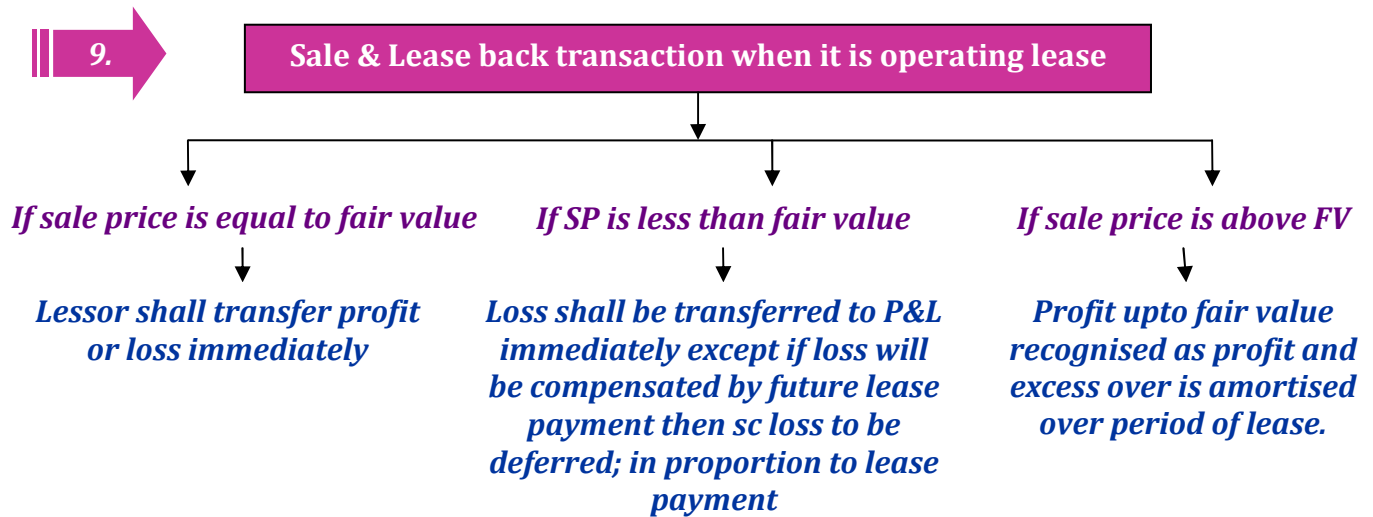 9.
Sale & Lease back transaction when it is operating lease
If sale price is equal to fair value
If SP is less than fair value
If sale price is above FV
Lessor shall transfer profit
or loss immediately
Loss shall be transferred to P&L
immediately except if loss will
be compensated by future lease
payment then sc loss to be
deferred; in proportion to lease
payment
Profit upto fair value
recognised as profit and
excess over is amortised
over period of lease.